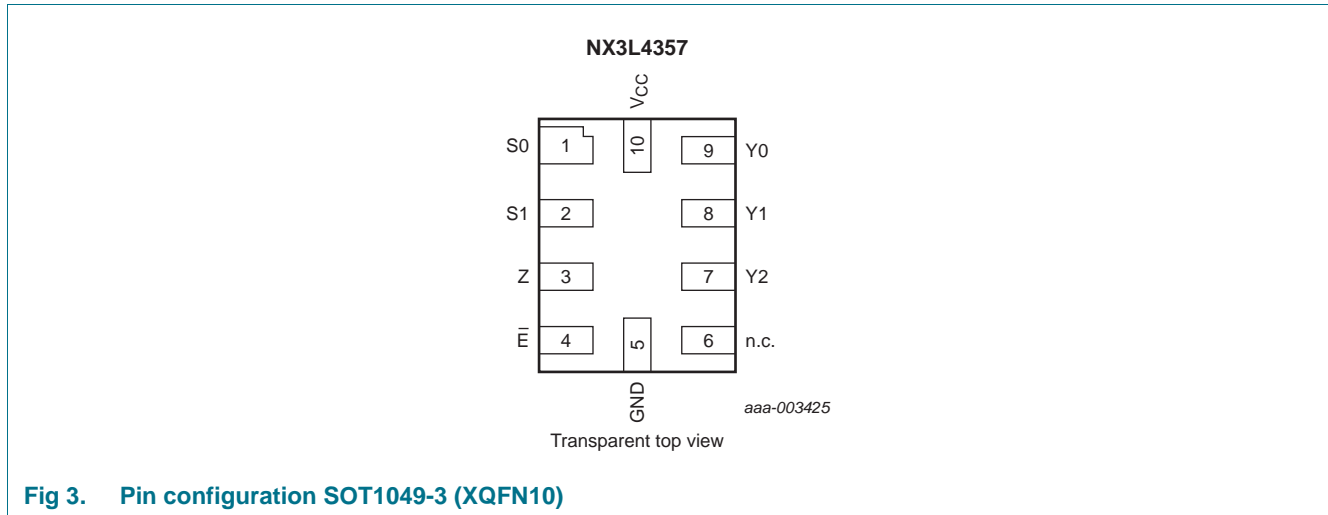 NX3L4357
VCC
S0 1 10 9 Y0
S1 2 8 Y1
Z 3 7 Y2
E̅ 4 5 6 n.c.
GND
aaa-003425
Transparent top view
Fig 3. Pin configuration SOT1049-3 (XQFN10)